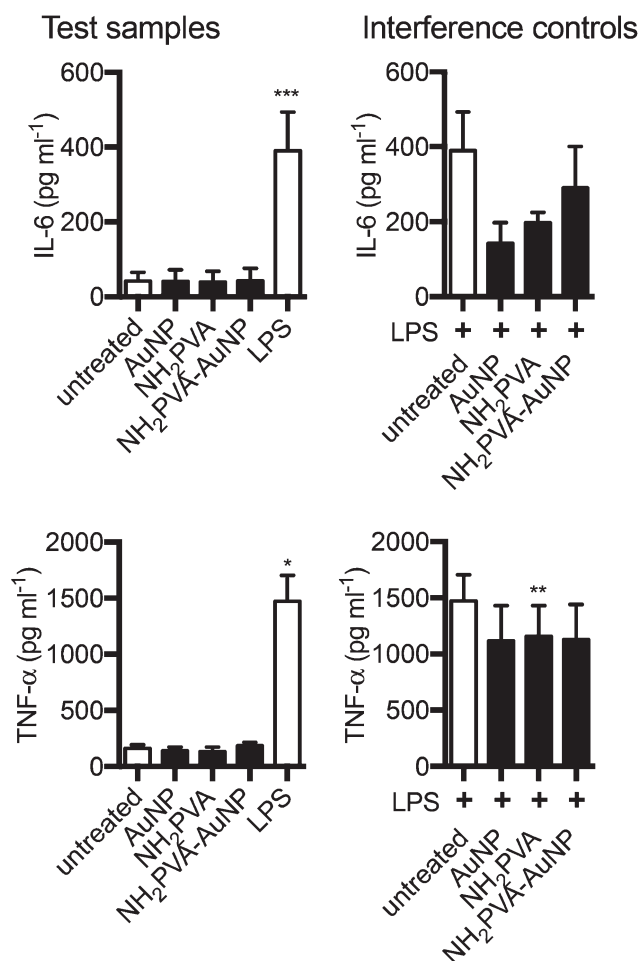 Test samples
Interference controls
600
400
200
0
IL-6 (pg ml⁻¹)
***
untreated
AuNP
NH₂PVA
NH₂PVA-AuNP
LPS
600
400
200
0
IL-6 (pg ml⁻¹)
LPS + + + +
untreated
AuNP
NH₂PVA
NH₂PVA-AuNP
2000
1500
1000
500
0
TNF-α (pg ml⁻¹)
*
untreated
AuNP
NH₂PVA
NH₂PVA-AuNP
LPS
2000
1500
1000
500
0
TNF-α (pg ml⁻¹)
**
LPS + + + +
untreated
AuNP
NH₂PVA
NH₂PVA-AuNP